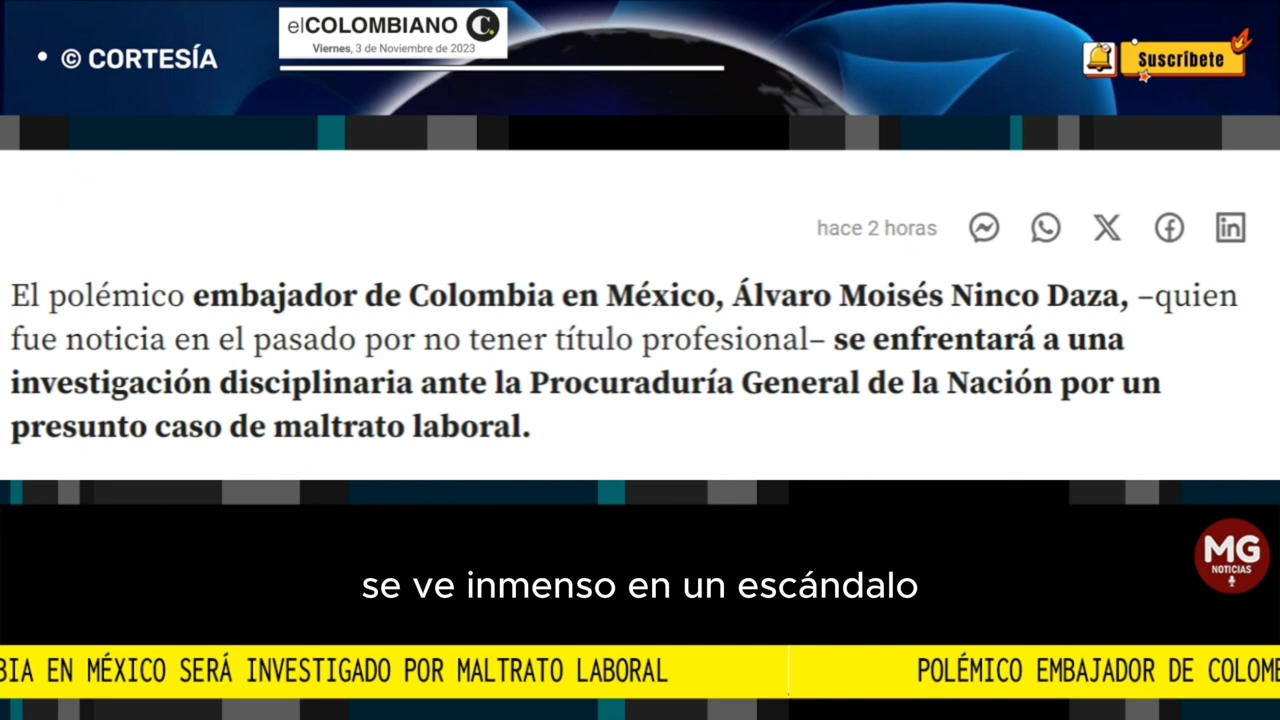 • © CORTESÍA
elCOLOMBIANO C.
Viernes, 3 de Noviembre de 2023
Suscríbete
hace 2 horas
El polémico embajador de Colombia en México, Álvaro Moisés Ninco Daza, –quien
fue noticia en el pasado por no tener título profesional– se enfrentará a una
investigación disciplinaria ante la Procuraduría General de la Nación por un
presunto caso de maltrato laboral.
MG
NOTICIAS
se ve inmenso en un escándalo
BIA EN MÉXICO SERÁ INVESTIGADO POR MALTRATO LABORAL
POLÉMICO EMBAJADOR DE COLOMB